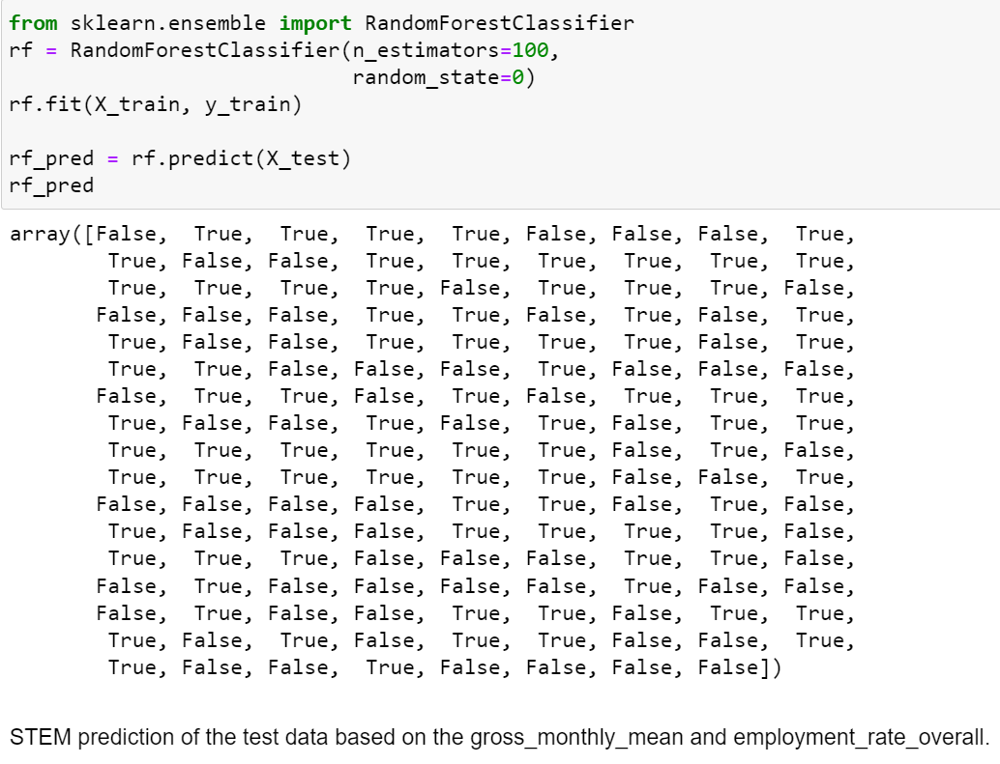 from sklearn.ensemble import RandomForestClassifier
rf = RandomForestClassifier(n_estimators=100,
                            random_state=0)
rf.fit(X_train, y_train)
rf_pred = rf.predict(X_test)
rf_pred
array([False,  True,  True,  True,  True, False, False, False,  True,
        True, False, False,  True,  True,  True,  True,  True,  True,
        True,  True,  True,  True, False,  True,  True,  True, False,
       False, False, False,  True,  True, False,  True, False,  True,
        True, False, False,  True,  True,  True,  True, False,  True,
        True,  True, False, False, False,  True, False, False, False,
       False,  True,  True, False,  True, False,  True,  True,  True,
        True, False, False,  True, False,  True, False,  True,  True,
        True,  True,  True,  True,  True,  True, False,  True, False,
        True,  True,  True,  True,  True,  True, False, False,  True,
       False, False, False, False,  True,  True, False,  True, False,
        True, False, False, False,  True,  True,  True,  True, False,
        True,  True,  True, False, False, False,  True,  True, False,
       False,  True, False, False, False, False,  True, False, False,
       False,  True, False, False,  True,  True, False,  True,  True,
        True, False,  True, False,  True,  True, False, False,  True,
        True, False, False,  True, False, False, False, False])
STEM prediction of the test data based on the gross_monthly_mean and employment_rate_overall.